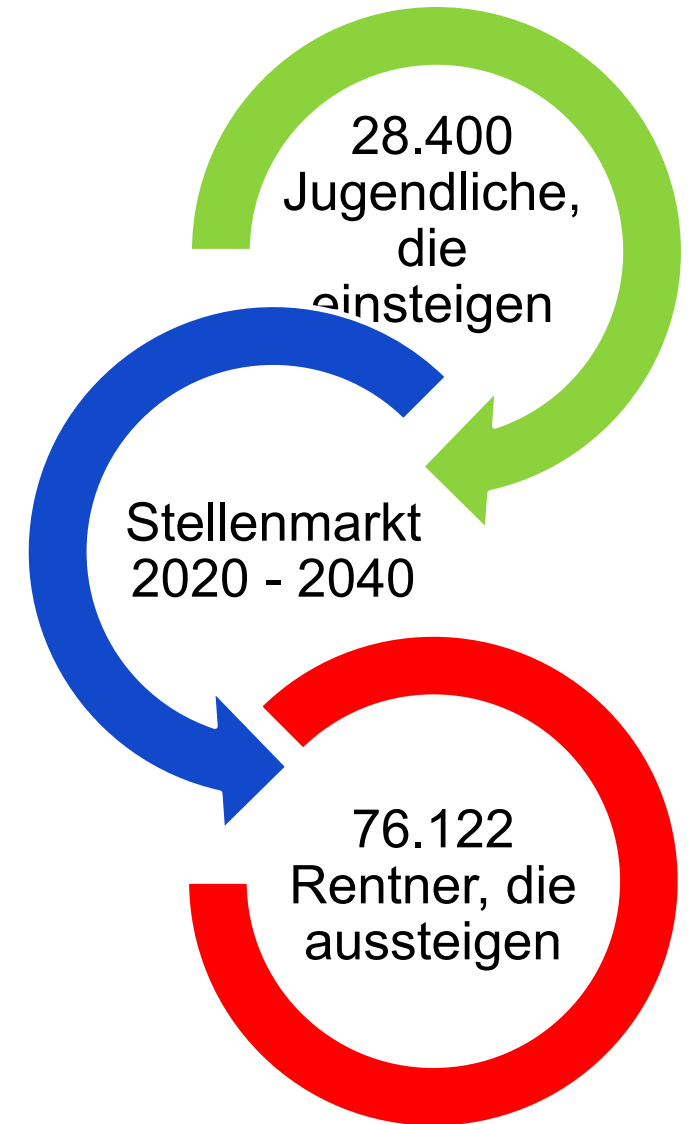 28.400
Jugendliche,
die
einsteigen
Stellenmarkt
2020 - 2040
76.122
Rentner, die
aussteigen